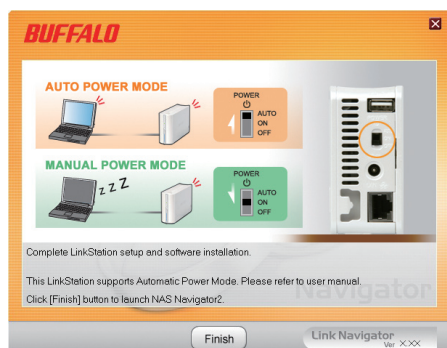 BUFFALO
AUTO POWER MODE
POWER
AUTO
ON
OFF
MANUAL POWER MODE
zzZ
POWER
AUTO
ON
OFF
Complete LinkStation setup and software installation.
This LinkStation supports Automatic Power Mode. Please refer to user manual.
Click [Finish] button to launch NAS Navigator2.
Navigator
Finish
Link Navigator
Ver X.XX